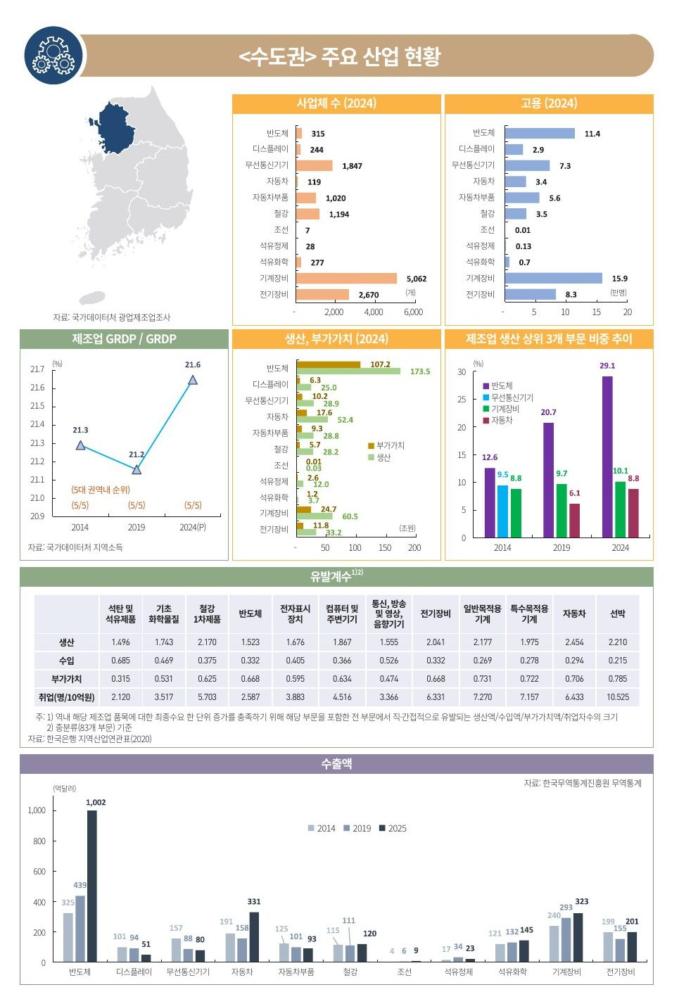 <수도권> 주요 산업 현황
자료: 국가데이터처 광업제조업조사
사업체 수 (2024)
반도체 315
디스플레이 244
무선통신기기 1,847
자동차 119
자동차부품 1,020
철강 1,194
조선 7
석유정제 28
석유화학 277
기계장비 5,062
전기장비 2,670 (개)
- 2,000 4,000 6,000
고용 (2024)
반도체 11.4
디스플레이 2.9
무선통신기기 7.3
자동차 3.4
자동차부품 5.6
철강 3.5
조선 0.01
석유정제 0.13
석유화학 0.7
기계장비 15.9
전기장비 8.3 (만명)
- 5 10 15 20
제조업 GRDP / GRDP
(%)
21.7
21.6
21.5
21.4
21.3
21.2
21.1
21.0
20.9
21.3 21.2 21.6
(5대 권역내 순위)
(5/5) (5/5) (5/5)
2014 2019 2024(P)
자료: 국가데이터처 지역소득
생산, 부가가치 (2024)
반도체 107.2 173.5
디스플레이 6.3 25.0
무선통신기기 10.2 28.9
자동차 17.6 52.4
자동차부품 9.3 28.8
철강 5.7 28.2
조선 0.01 0.03
석유정제 2.6 12.0
석유화학 1.2 3.7
기계장비 24.7 60.5
전기장비 11.8 33.2
부가가치
생산
(조원)
- 50 100 150 200
제조업 생산 상위 3개 부문 비중 추이
(%)
30
25
20
15
10
5
0
반도체
무선통신기기
기계장비
자동차
12.6 9.5 8.8
20.7 9.7 6.1
29.1 10.1 8.8
2014 2019 2024
유발계수1)2)
석탄 및 석유제품 기초 화학물질 철강 1차제품 반도체 전자표시 장치 컴퓨터 및 주변기기 통신, 방송 및 영상, 음향기기 전기장비 일반목적용 기계 특수목적용 기계 자동차 선박
생산 1.496 1.743 2.170 1.523 1.676 1.867 1.555 2.041 2.177 1.975 2.454 2.210
수입 0.685 0.469 0.375 0.332 0.405 0.366 0.526 0.332 0.269 0.278 0.294 0.215
부가가치 0.315 0.531 0.625 0.668 0.595 0.634 0.474 0.668 0.731 0.722 0.706 0.785
취업(명/10억원) 2.120 3.517 5.703 2.587 3.883 4.516 3.366 6.331 7.270 7.157 6.433 10.525
주: 1) 역내 해당 제조업 품목에 대한 최종수요 한 단위 증가를 충족하기 위해 해당 부문을 포함한 전 부문에서 직·간접적으로 유발되는 생산액/수입액/부가가치액/취업자수의 크기
2) 중분류(83개 부문) 기준
자료: 한국은행 지역산업연관표(2020)
수출액
자료: 한국무역통계진흥원 무역통계
(억달러)
2014 2019 2025
1,000
800
600
400
200
0
325 439 1,002
101 94 51
157 88 80
191 158 331
125 101 93
115 111 120
4 6 9
17 34 23
121 132 145
240 293 323
199 155 201
반도체 디스플레이 무선통신기기 자동차 자동차부품 철강 조선 석유정제 석유화학 기계장비 전기장비